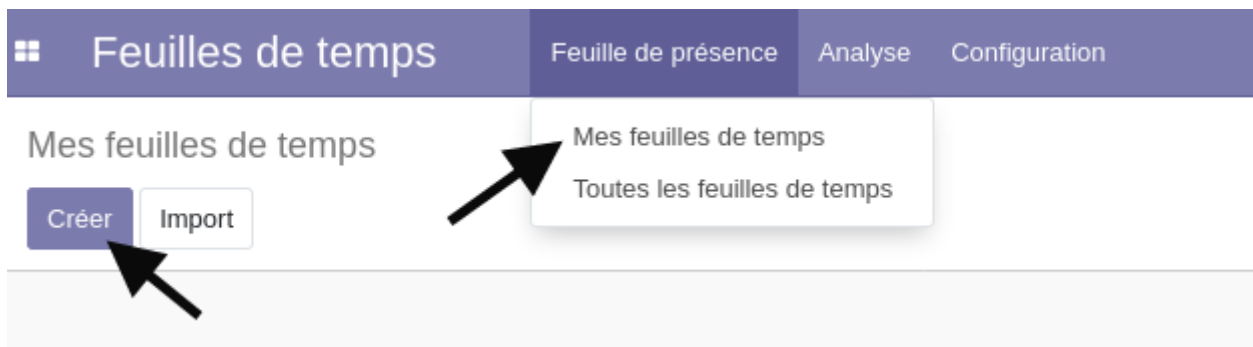 Feuilles de temps
Feuille de présence
Analyse
Configuration
Mes feuilles de temps
Mes feuilles de temps
Toutes les feuilles de temps
Créer
Import